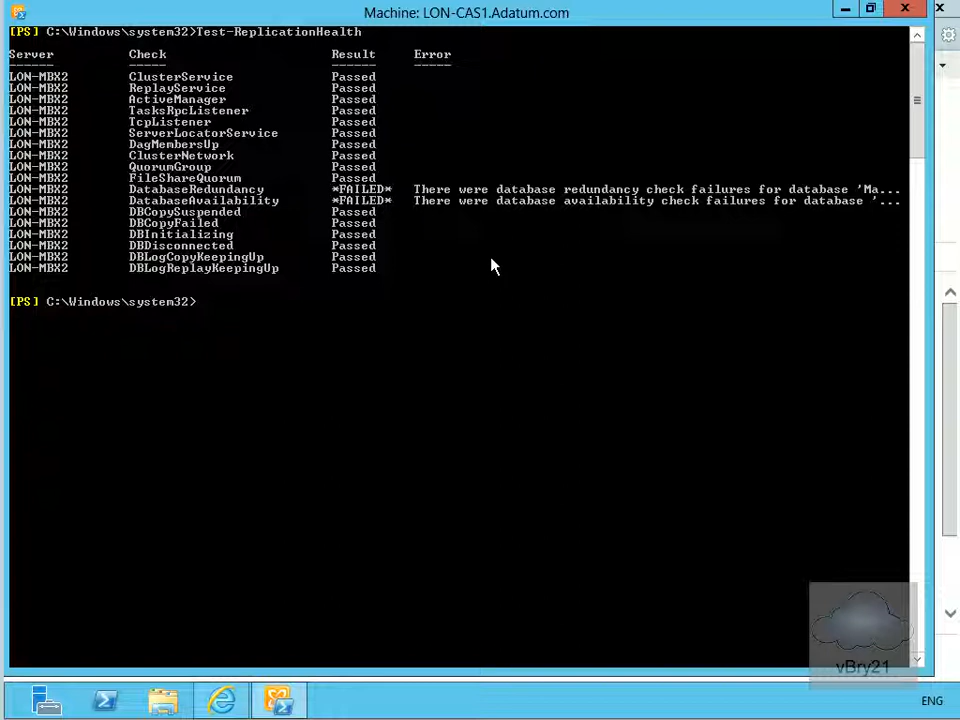 Machine: LON-CAS1.Adatum.com
[PS] C:\Windows\system32>Test-ReplicationHealth
Server Check Result Error
------ ----- ------ -----
LON-MBX2 ClusterService Passed
LON-MBX2 ReplayService Passed
LON-MBX2 ActiveManager Passed
LON-MBX2 TasksRpcListener Passed
LON-MBX2 TcpListener Passed
LON-MBX2 ServerLocatorService Passed
LON-MBX2 DagMembersUp Passed
LON-MBX2 ClusterNetwork Passed
LON-MBX2 QuorumGroup Passed
LON-MBX2 FileShareQuorum Passed
LON-MBX2 DatabaseRedundancy *FAILED* There were database redundancy check failures for database 'Ma...
LON-MBX2 DatabaseAvailability *FAILED* There were database availability check failures for database '...
LON-MBX2 DBCopySuspended Passed
LON-MBX2 DBCopyFailed Passed
LON-MBX2 DBInitializing Passed
LON-MBX2 DBDisconnected Passed
LON-MBX2 DBLogCopyKeepingUp Passed
LON-MBX2 DBLogReplayKeepingUp Passed
[PS] C:\Windows\system32>
vBry21
ENG